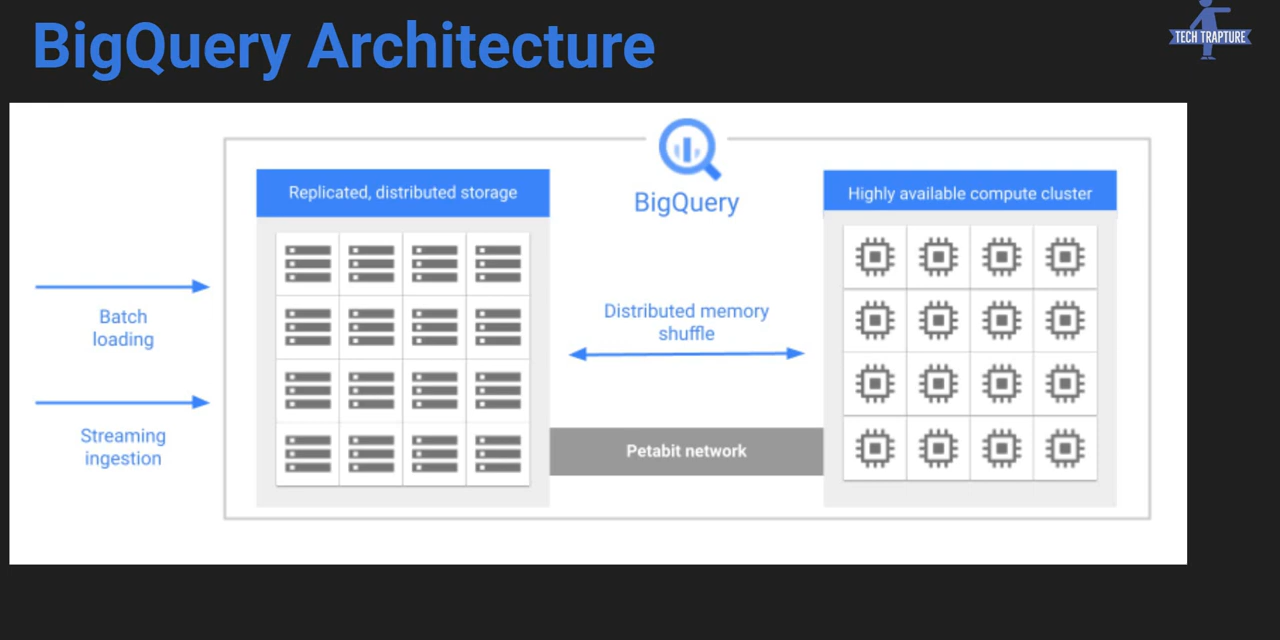 BigQuery Architecture
TECH TRAPTURE
Replicated, distributed storage
BigQuery
Highly available compute cluster
Batch
loading
Streaming
ingestion
Distributed memory
shuffle
Petabit network